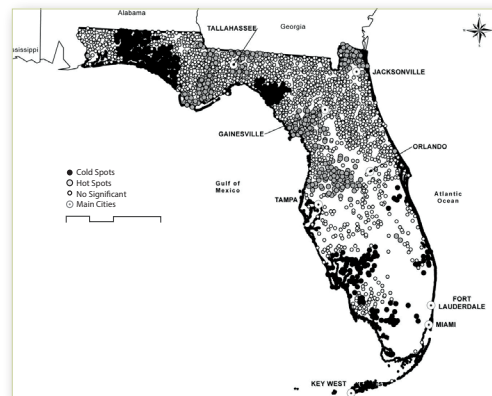 Alabama
TALLAHASSEE
Georgia
ssissippi
JACKSONVILLE
GAINESVILLE
ORLANDO
Cold Spots
Hot Spots
No Significant
Main Cities
Gulf of
Mexico
TAMPA
Atlantic
Ocean
FORT
LAUDERDALE
MIAMI
KEY WEST